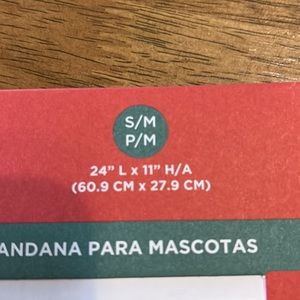 S/M
P/M
24” L x 11” H/A
(60.9 CM x 27.9 CM)
ANDANA PARA MASCOTAS